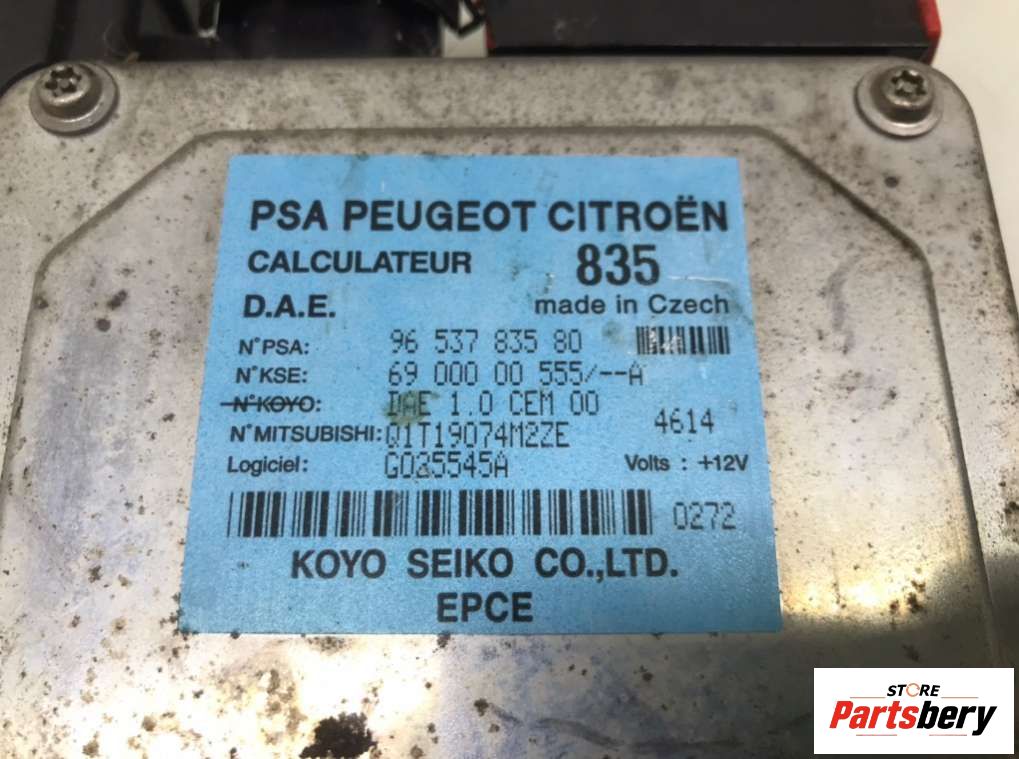 PSA PEUGEOT CITROËN
CALCULATEUR 835
D.A.E. made in Czech
N°PSA: 96 537 835 80
N°KSE: 69 000 00 555/--A
N°KOYO: DAE 1.0 CEM 00
N°MITSUBISHI: Q1T19074M2ZE 4614
Logiciel: G025545A Volts : +12V
0272
KOYO SEIKO CO.,LTD.
EPCE
STORE
Partsbery